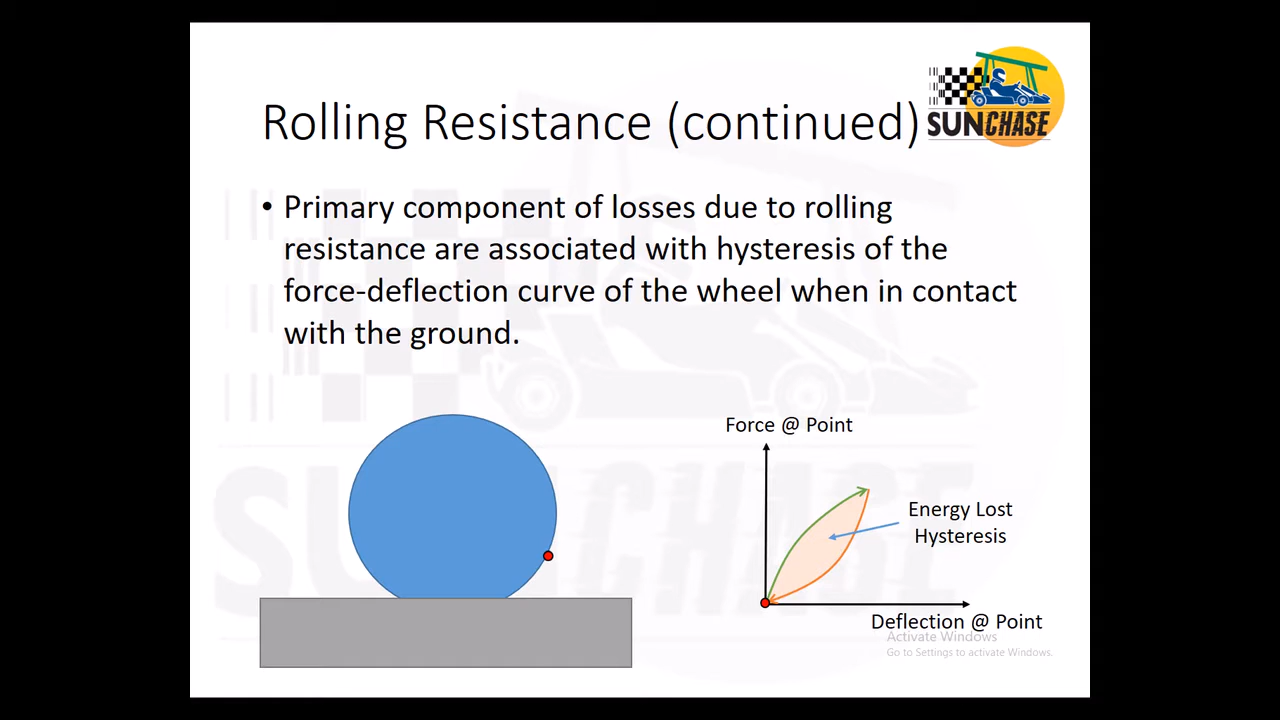 Rolling Resistance (continued)
SUNCHASE
• Primary component of losses due to rolling
resistance are associated with hysteresis of the
force-deflection curve of the wheel when in contact
with the ground.
Force @ Point
Energy Lost
Hysteresis
Deflection @ Point
Activate Windows
Go to Settings to activate Windows.